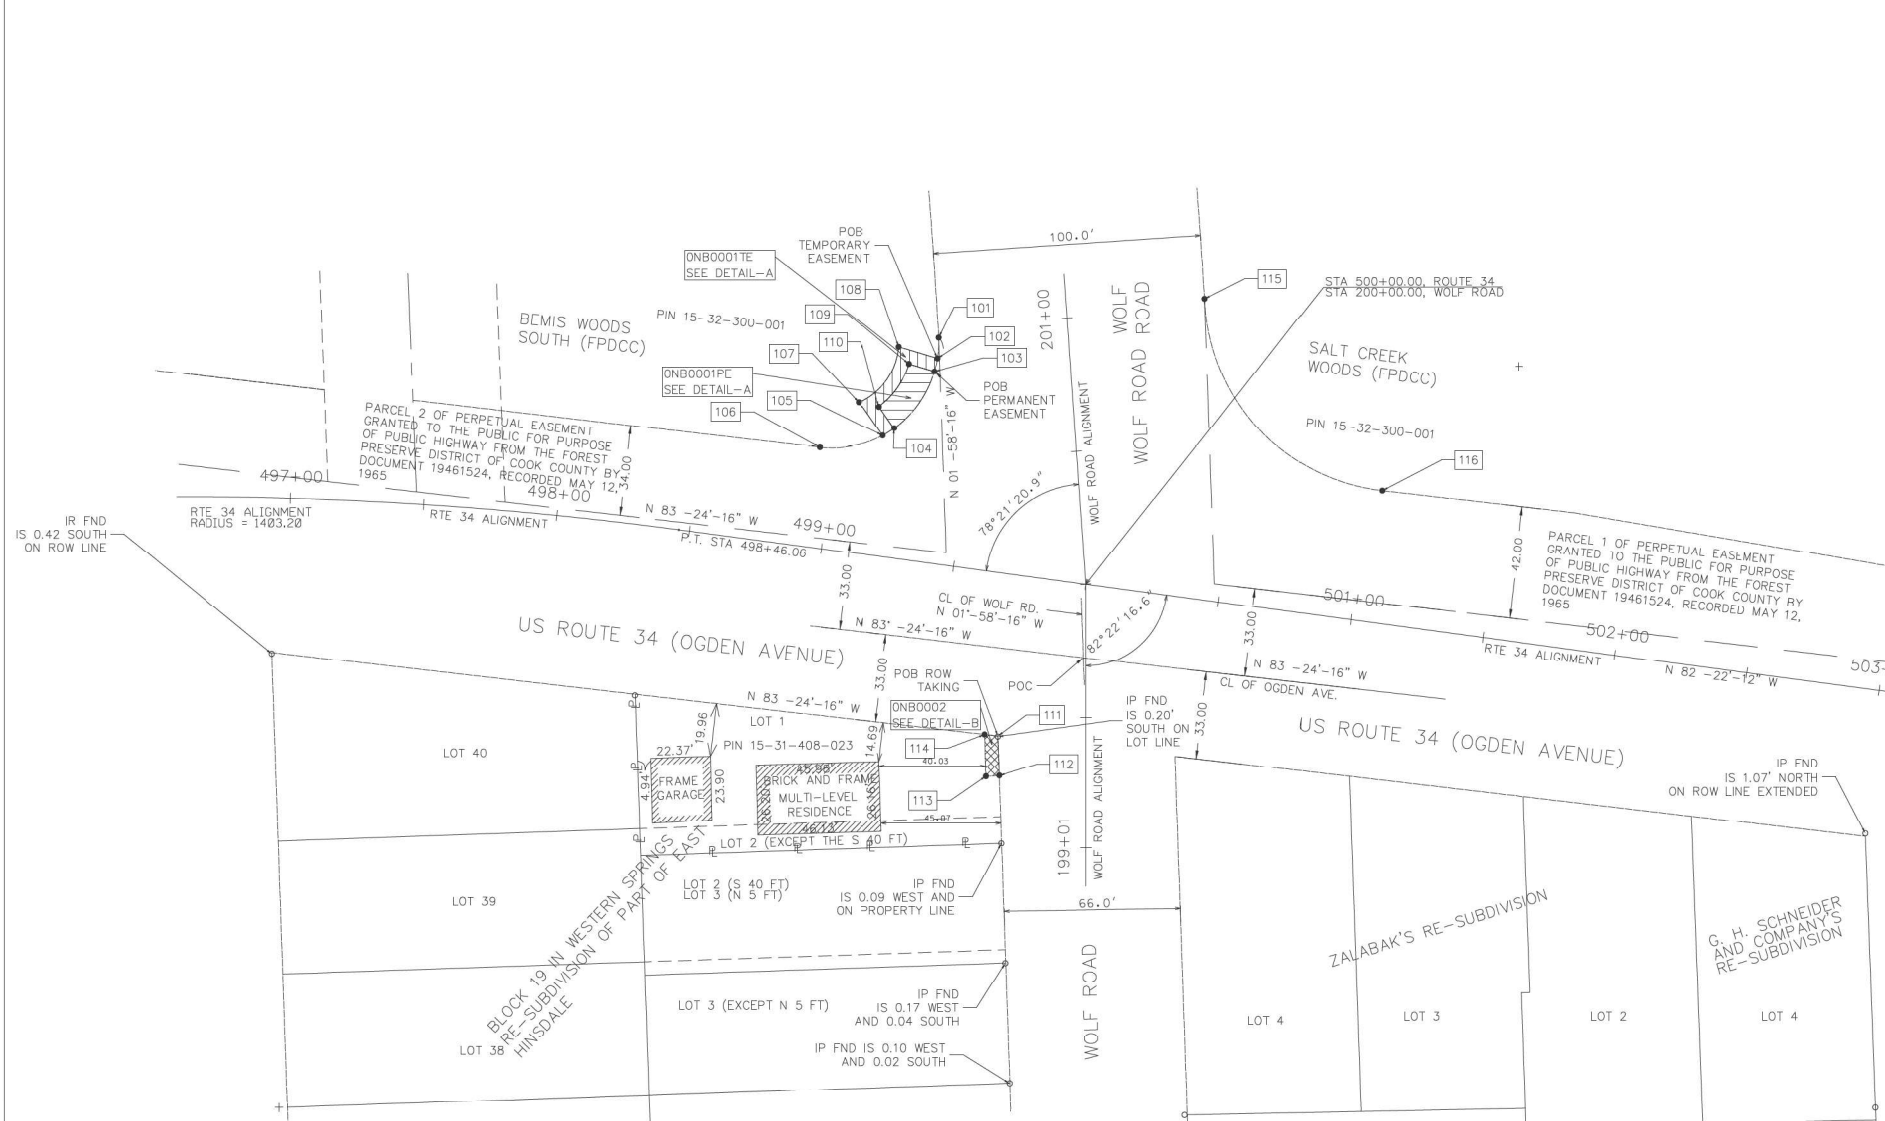 POB
TEMPORARY
EASEMENT
100.0'
0NB0001TE
SEE DETAIL-A
108
109
110
107
101
102
103
115
201+00
WOLF
WOLF ROAD
WOLF ROAD
STA 500+00.00, ROUTE 34
STA 200+00.00, WOLF ROAD
BEMIS WOODS
SOUTH (FPDCC)
PIN 15-32-300-001
SALT CREEK
WOODS (FPDCC)
PIN 15-32-300-001
0NB0001PE
SEE DETAIL-A
105
106
104
POB
PERMANENT
EASEMENT
N 01 -58'-16" W
WOLF ROAD ALIGNMENT
116
PARCEL 2 OF PERPETUAL EASEMENT
GRANTED TO THE PUBLIC FOR PURPOSE
OF PUBLIC HIGHWAY FROM THE FOREST
PRESERVE DISTRICT OF COOK COUNTY BY
DOCUMENT 19461524, RECORDED MAY 12,
1965
34.00
497+00
498+00
499+00
RTE 34 ALIGNMENT
RADIUS = 1403.20
RTE 34 ALIGNMENT
N 83 -24'-16" W
P.T. STA 498+46.06
78°21'20.9"
IR FND
IS 0.42 SOUTH
ON ROW LINE
33.00
CL OF WOLF RD.
N 01°-58'-16" W
N 83° -24'-16" W
82°22'16.6"
42.00
PARCEL 1 OF PERPETUAL EASEMENT
GRANTED TO THE PUBLIC FOR PURPOSE
OF PUBLIC HIGHWAY FROM THE FOREST
PRESERVE DISTRICT OF COOK COUNTY BY
DOCUMENT 19461524, RECORDED MAY 12,
1965
501+00
502+00
503
RTE 34 ALIGNMENT
N 82 -22'-12" W
33.00
N 83 -24'-16" W
CL OF OGDEN AVE.
33.00
US ROUTE 34 (OGDEN AVENUE)
US ROUTE 34 (OGDEN AVENUE)
33.00
POB ROW
TAKING
POC
N 83 -24'-16" W
0NB0002
SEE DETAIL-B
111
IP FND
IS 0.20'
SOUTH ON
LOT LINE
114
112
113
LOT 40
LOT 1
PIN 15-31-408-023
19.96
22.37'
4.94'
23.90
14.69
40.03
FRAME
GARAGE
45.98'
BRICK AND FRAME
MULTI-LEVEL
RESIDENCE
26.20
26.16
46.12'
45.07
LOT 2 (EXCEPT THE S 40 FT)
199+01
WOLF ROAD ALIGNMENT
IP FND
IS 1.07' NORTH
ON ROW LINE EXTENDED
LOT 39
LOT 2 (S 40 FT)
LOT 3 (N 5 FT)
IP FND
IS 0.09 WEST AND
ON PROPERTY LINE
66.0'
BLOCK 19 IN WESTERN SPRINGS
RE-SUBDIVISION OF PART OF EAST
HINSDALE
ZALABAK'S RE-SUBDIVISION
G. H. SCHNEIDER
AND COMPANY'S
RE-SUBDIVISION
WOLF ROAD
LOT 3 (EXCEPT N 5 FT)
IP FND
IS 0.17 WEST
AND 0.04 SOUTH
LOT 38
IP FND IS 0.10 WEST
AND 0.02 SOUTH
LOT 4
LOT 3
LOT 2
LOT 4